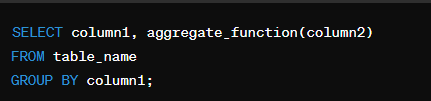 SELECT column1, aggregate_function(column2)
FROM table_name
GROUP BY column1;